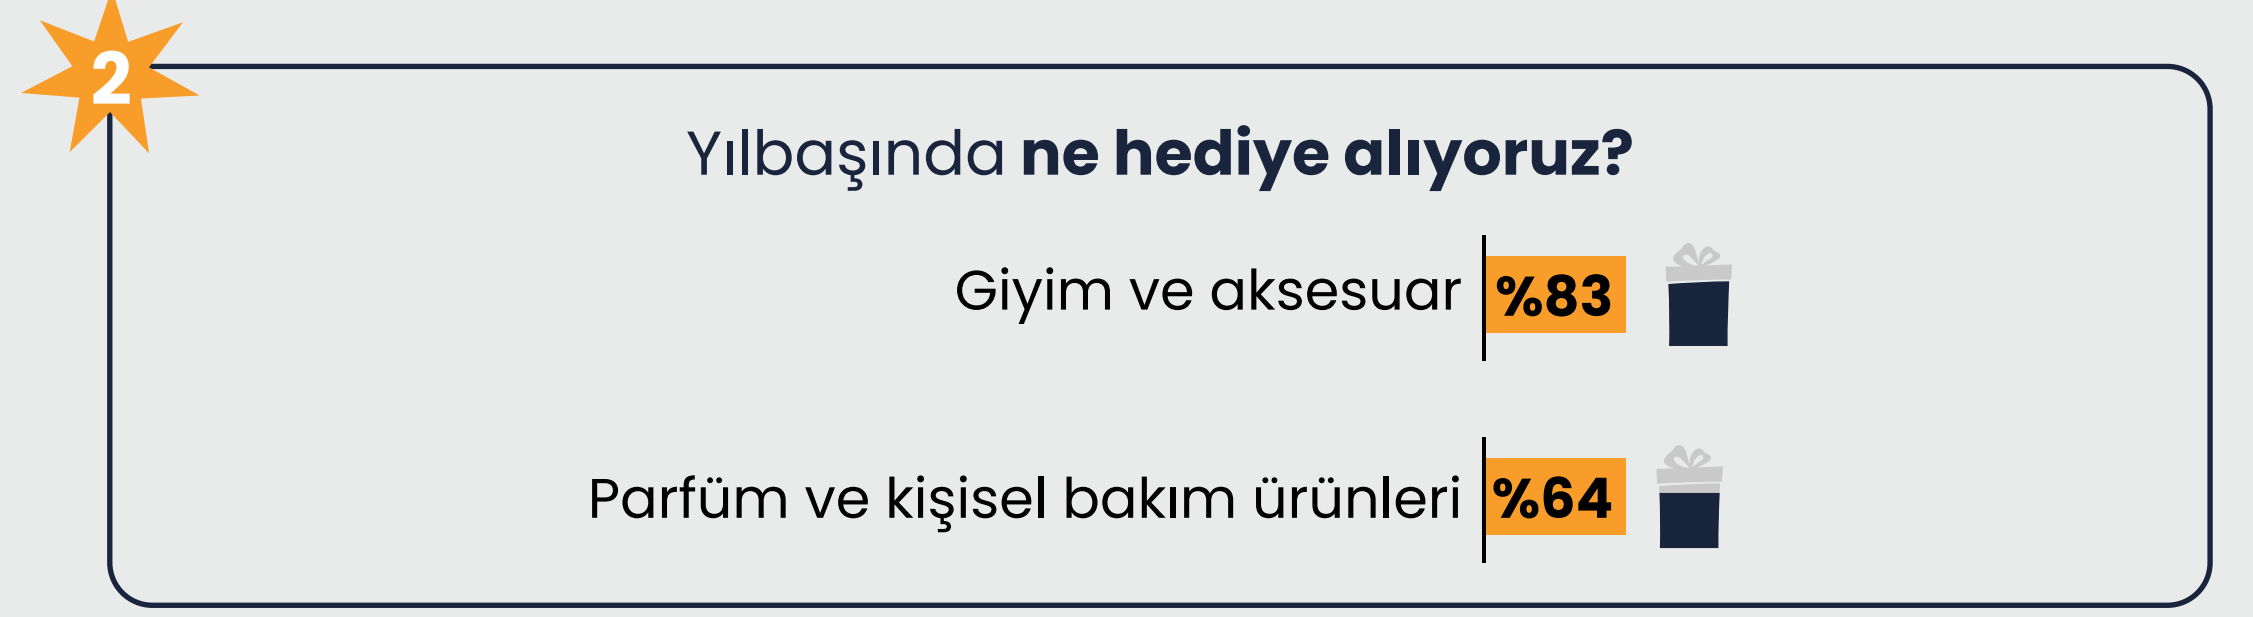 2
Yılbaşında ne hediye alıyoruz?
Giyim ve aksesuar %83
Parfüm ve kişisel bakım ürünleri %64